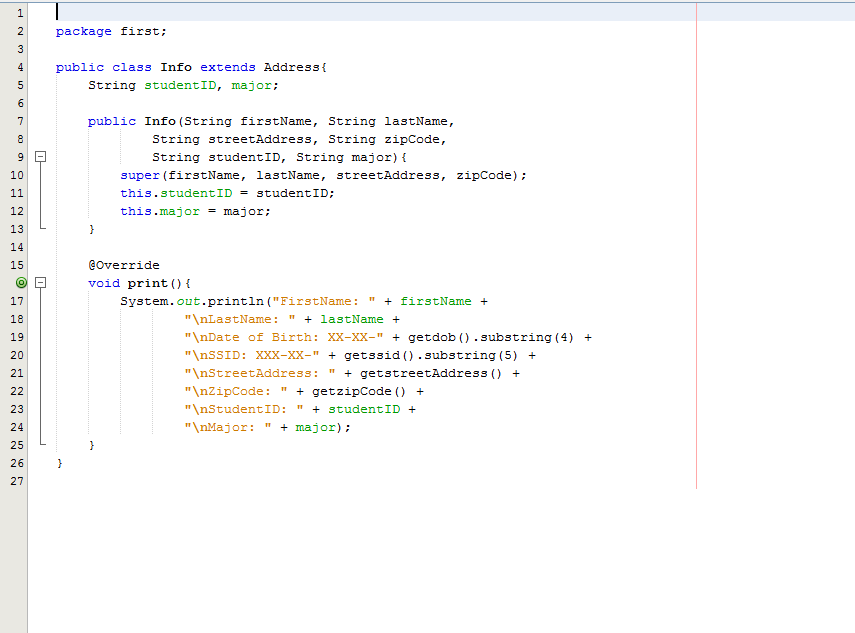 1
2 package first;
3
4 public class Info extends Address{
5     String studentID, major;
6
7     public Info(String firstName, String lastName,
8             String streetAddress, String zipCode,
9             String studentID, String major){
10         super(firstName, lastName, streetAddress, zipCode);
11         this.studentID = studentID;
12         this.major = major;
13     }
14
15     @Override
    void print(){
17         System.out.println("FirstName: " + firstName +
18                 "\nLastName: " + lastName +
19                 "\nDate of Birth: XX-XX-" + getdob().substring(4) +
20                 "\nSSID: XXX-XX-" + getssid().substring(5) +
21                 "\nStreetAddress: " + getstreetAddress() +
22                 "\nZipCode: " + getzipCode() +
23                 "\nStudentID: " + studentID +
24                 "\nMajor: " + major);
25     }
26 }
27